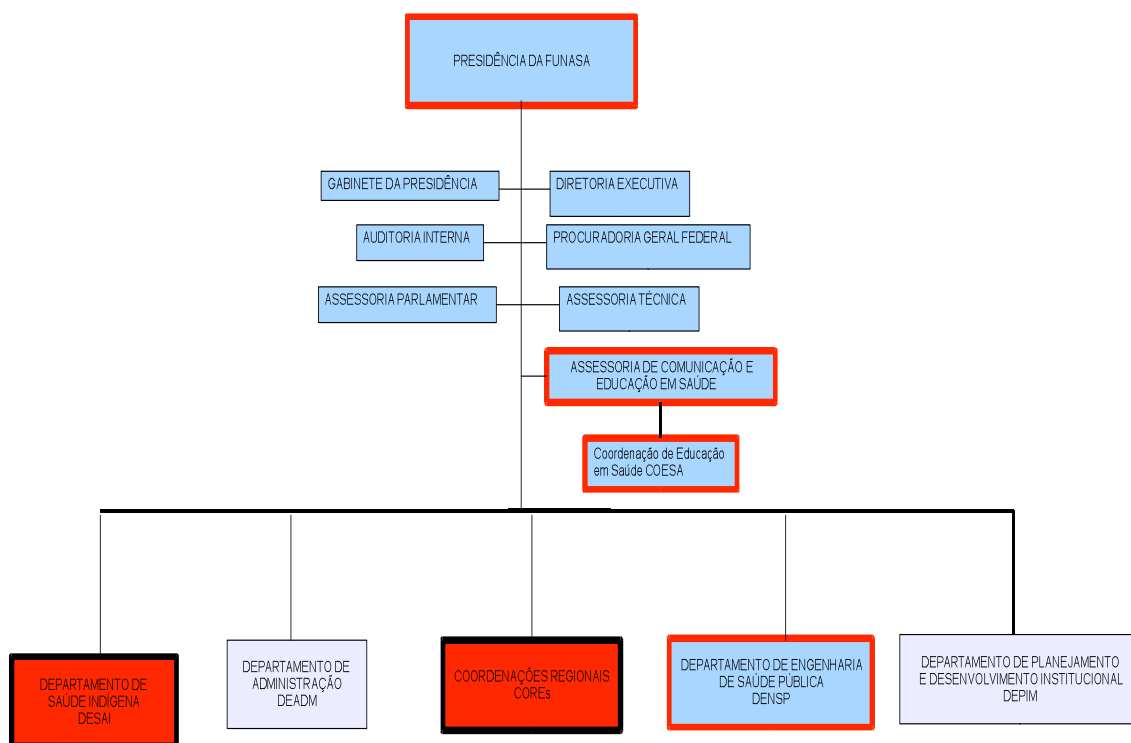 PRESIDÊNCIA DA FUNASA
GABINETE DA PRESIDÊNCIA
DIRETORIA EXECUTIVA
AUDITORIA INTERNA
PROCURADORIA GERAL FEDERAL
ASSESSORIA PARLAMENTAR
ASSESSORIA TÉCNICA
ASSESSORIA DE COMUNICAÇÃO E
EDUCAÇÃO EM SAÚDE
Coordenação de Educação
em Saúde COESA
DEPARTAMENTO DE
SAÚDE INDÍGENA
DESAI
DEPARTAMENTO DE
ADMINISTRAÇÃO
DEADM
COORDENAÇÕES REGIONAIS
COREs
DEPARTAMENTO DE ENGENHARIA
DE SAÚDE PÚBLICA
DENSP
DEPARTAMENTO DE PLANEJAMENTO
E DESENVOLVIMENTO INSTITUCIONAL
DEPIM